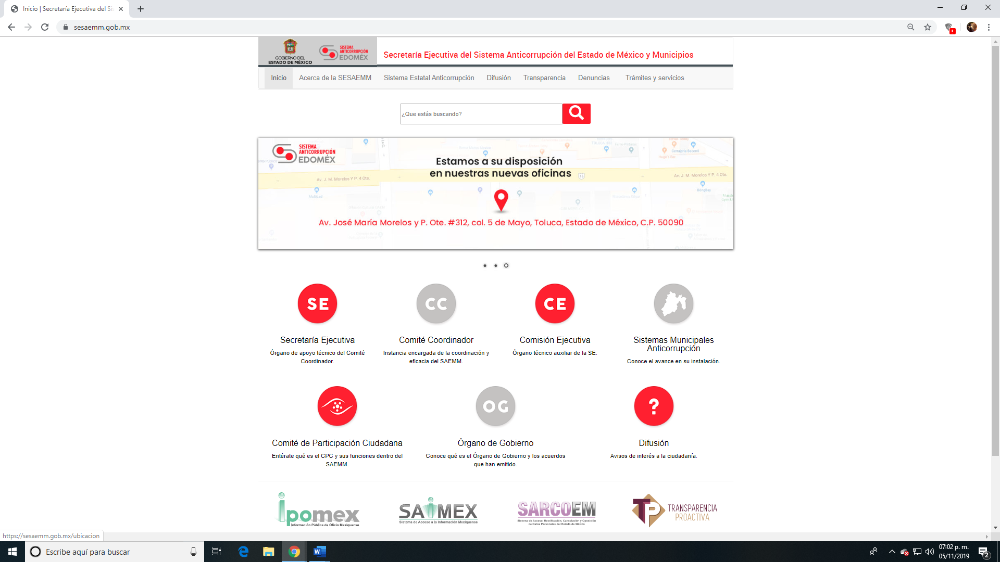 Inicio | Secretaría Ejecutiva del Si
sesaemm.gob.mx
GOBIERNO DEL
ESTADO DE MÉXICO
SISTEMA
ANTICORRUPCIÓN
EDOMÉX
Secretaría Ejecutiva del Sistema Anticorrupción del Estado de México y Municipios
Inicio Acerca de la SESAEMM Sistema Estatal Anticorrupción Difusión Transparencia Denuncias Trámites y servicios
¿Que estás buscando?
SISTEMA
ANTICORRUPCIÓN
EDOMÉX
Estamos a su disposición
en nuestras nuevas oficinas
Av. J. M. Morelos Y P. 4 Ote.
15
Av. J. M. Morelos Y P. 4 Ote.
Av. José María Morelos y P. Ote. #312, col. 5 de Mayo, Toluca, Estado de México, C.P. 50090
SE
CC
CE
Secretaría Ejecutiva
Órgano de apoyo técnico del Comité
Coordinador.
Comité Coordinador
Instancia encargada de la coordinación y
eficacia del SAEMM.
Comisión Ejecutiva
Órgano técnico auxiliar de la SE.
Sistemas Municipales
Anticorrupción
Conoce el avance en su instalación.
OG
?
Comité de Participación Ciudadana
Entérate qué es el CPC y sus funciones dentro del
SAEMM.
Órgano de Gobierno
Conoce qué es el Órgano de Gobierno y los acuerdos
que han emitido.
Difusión
Avisos de interés a la ciudadanía.
Ipomex
Información Pública de Oficio Mexiquense
SAIMEX
Sistema de Acceso a la Información Mexiquense
SARCOEM
Sistema de Acceso, Rectificación, Cancelación y Oposición
de Datos Personales del Estado de México
TP
TRANSPARENCIA
PROACTIVA
https://sesaemm.gob.mx/ubicacion
Escribe aquí para buscar
07:02 p. m.
05/11/2019
2